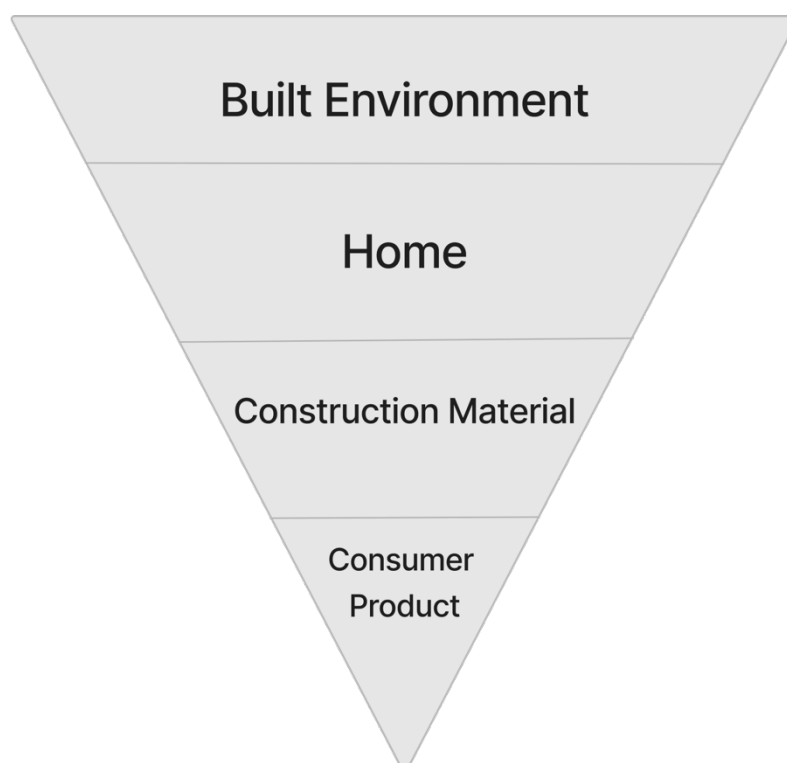 Built Environment
Home
Construction Material
Consumer
Product